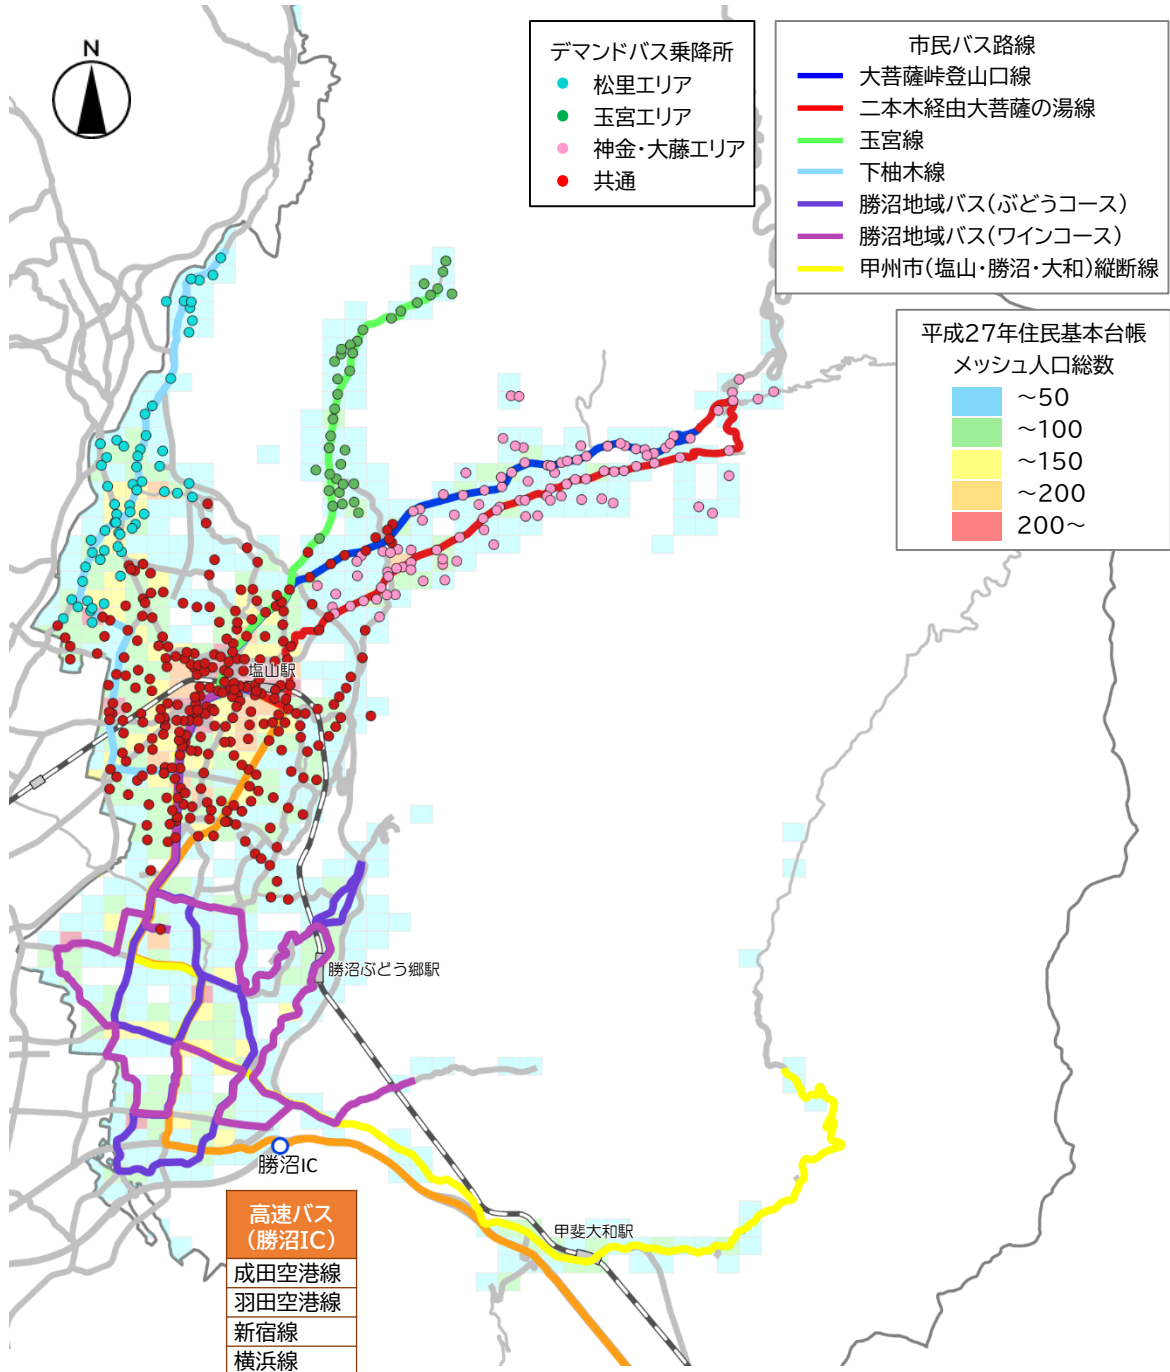 N
デマンドバス乗降所
松里エリア
玉宮エリア
神金・大藤エリア
共通
市民バス路線
大菩薩峠登山口線
二本木経由大菩薩の湯線
玉宮線
下柚木線
勝沼地域バス(ぶどうコース)
勝沼地域バス(ワインコース)
甲州市(塩山・勝沼・大和)縦断線
平成27年住民基本台帳
メッシュ人口総数
～50
～100
～150
～200
200～
塩山駅
勝沼ぶどう郷駅
勝沼IC
甲斐大和駅
高速バス
(勝沼IC)
成田空港線
羽田空港線
新宿線
横浜線